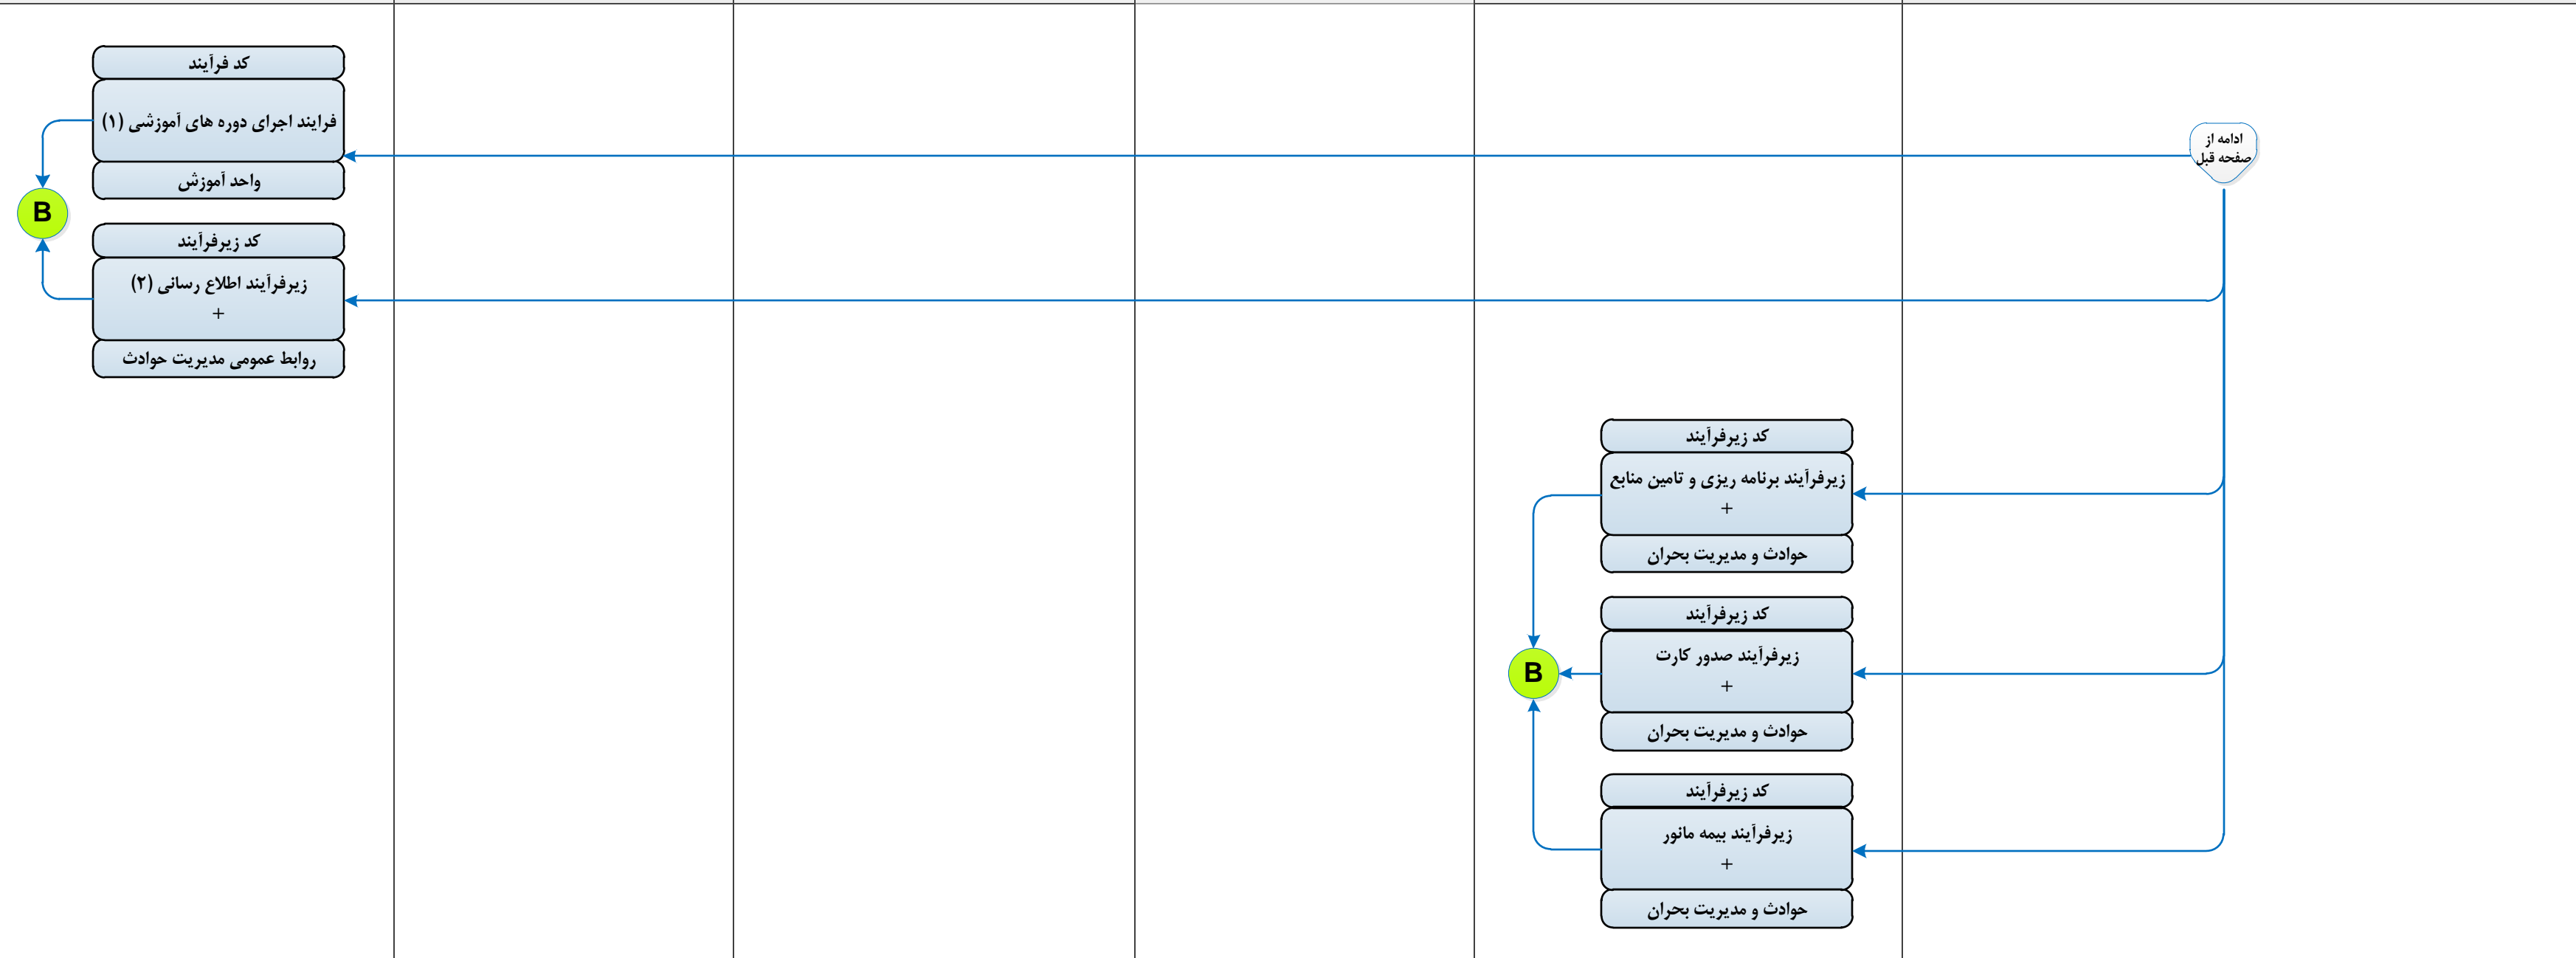 ادامه از
صفحه قبل
کد فرآیند
فرایند اجرای دوره های آموزشی (۱)
واحد آموزش
B
کد زیرفرآیند
زیرفرآیند اطلاع رسانی (۲)
+
روابط عمومی مدیریت حوادث
کد زیرفرآیند
زیرفرآیند برنامه ریزی و تامین منابع
+
حوادث و مدیریت بحران
کد زیرفرآیند
زیرفرآیند صدور کارت
+
حوادث و مدیریت بحران
B
کد زیرفرآیند
زیرفرآیند بیمه مانور
+
حوادث و مدیریت بحران